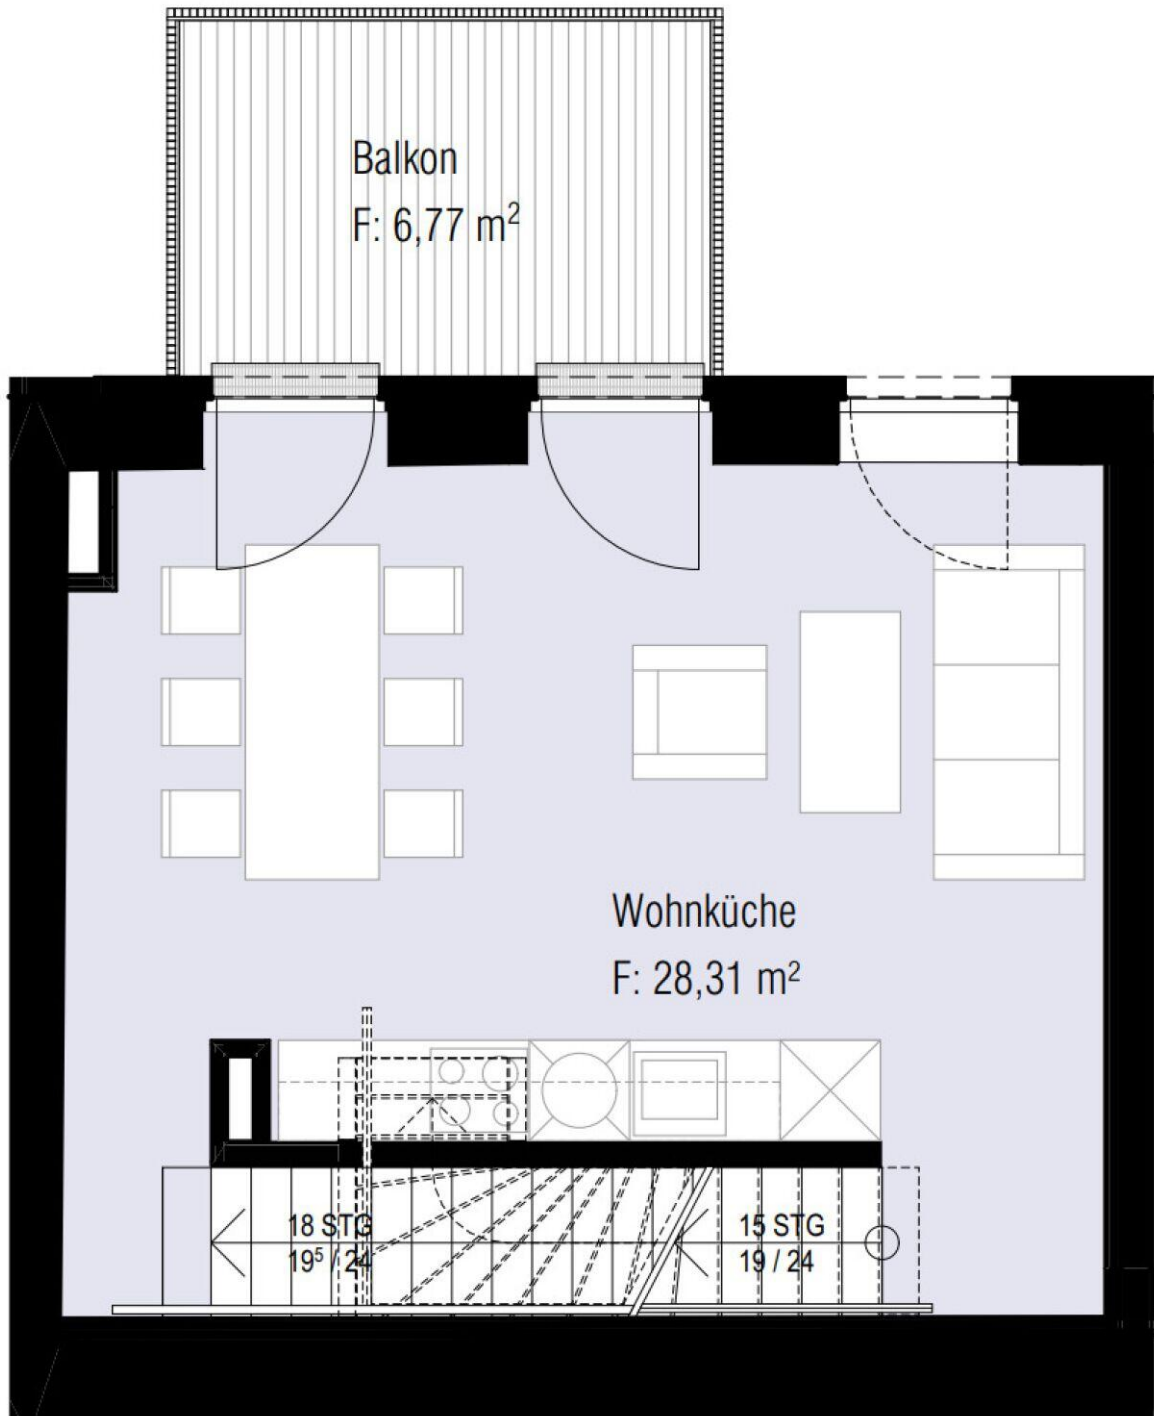 Balkon
F: 6,77 m²
Wohnküche
F: 28,31 m²
18 STG
19⁵ / 24
15 STG
19 / 24